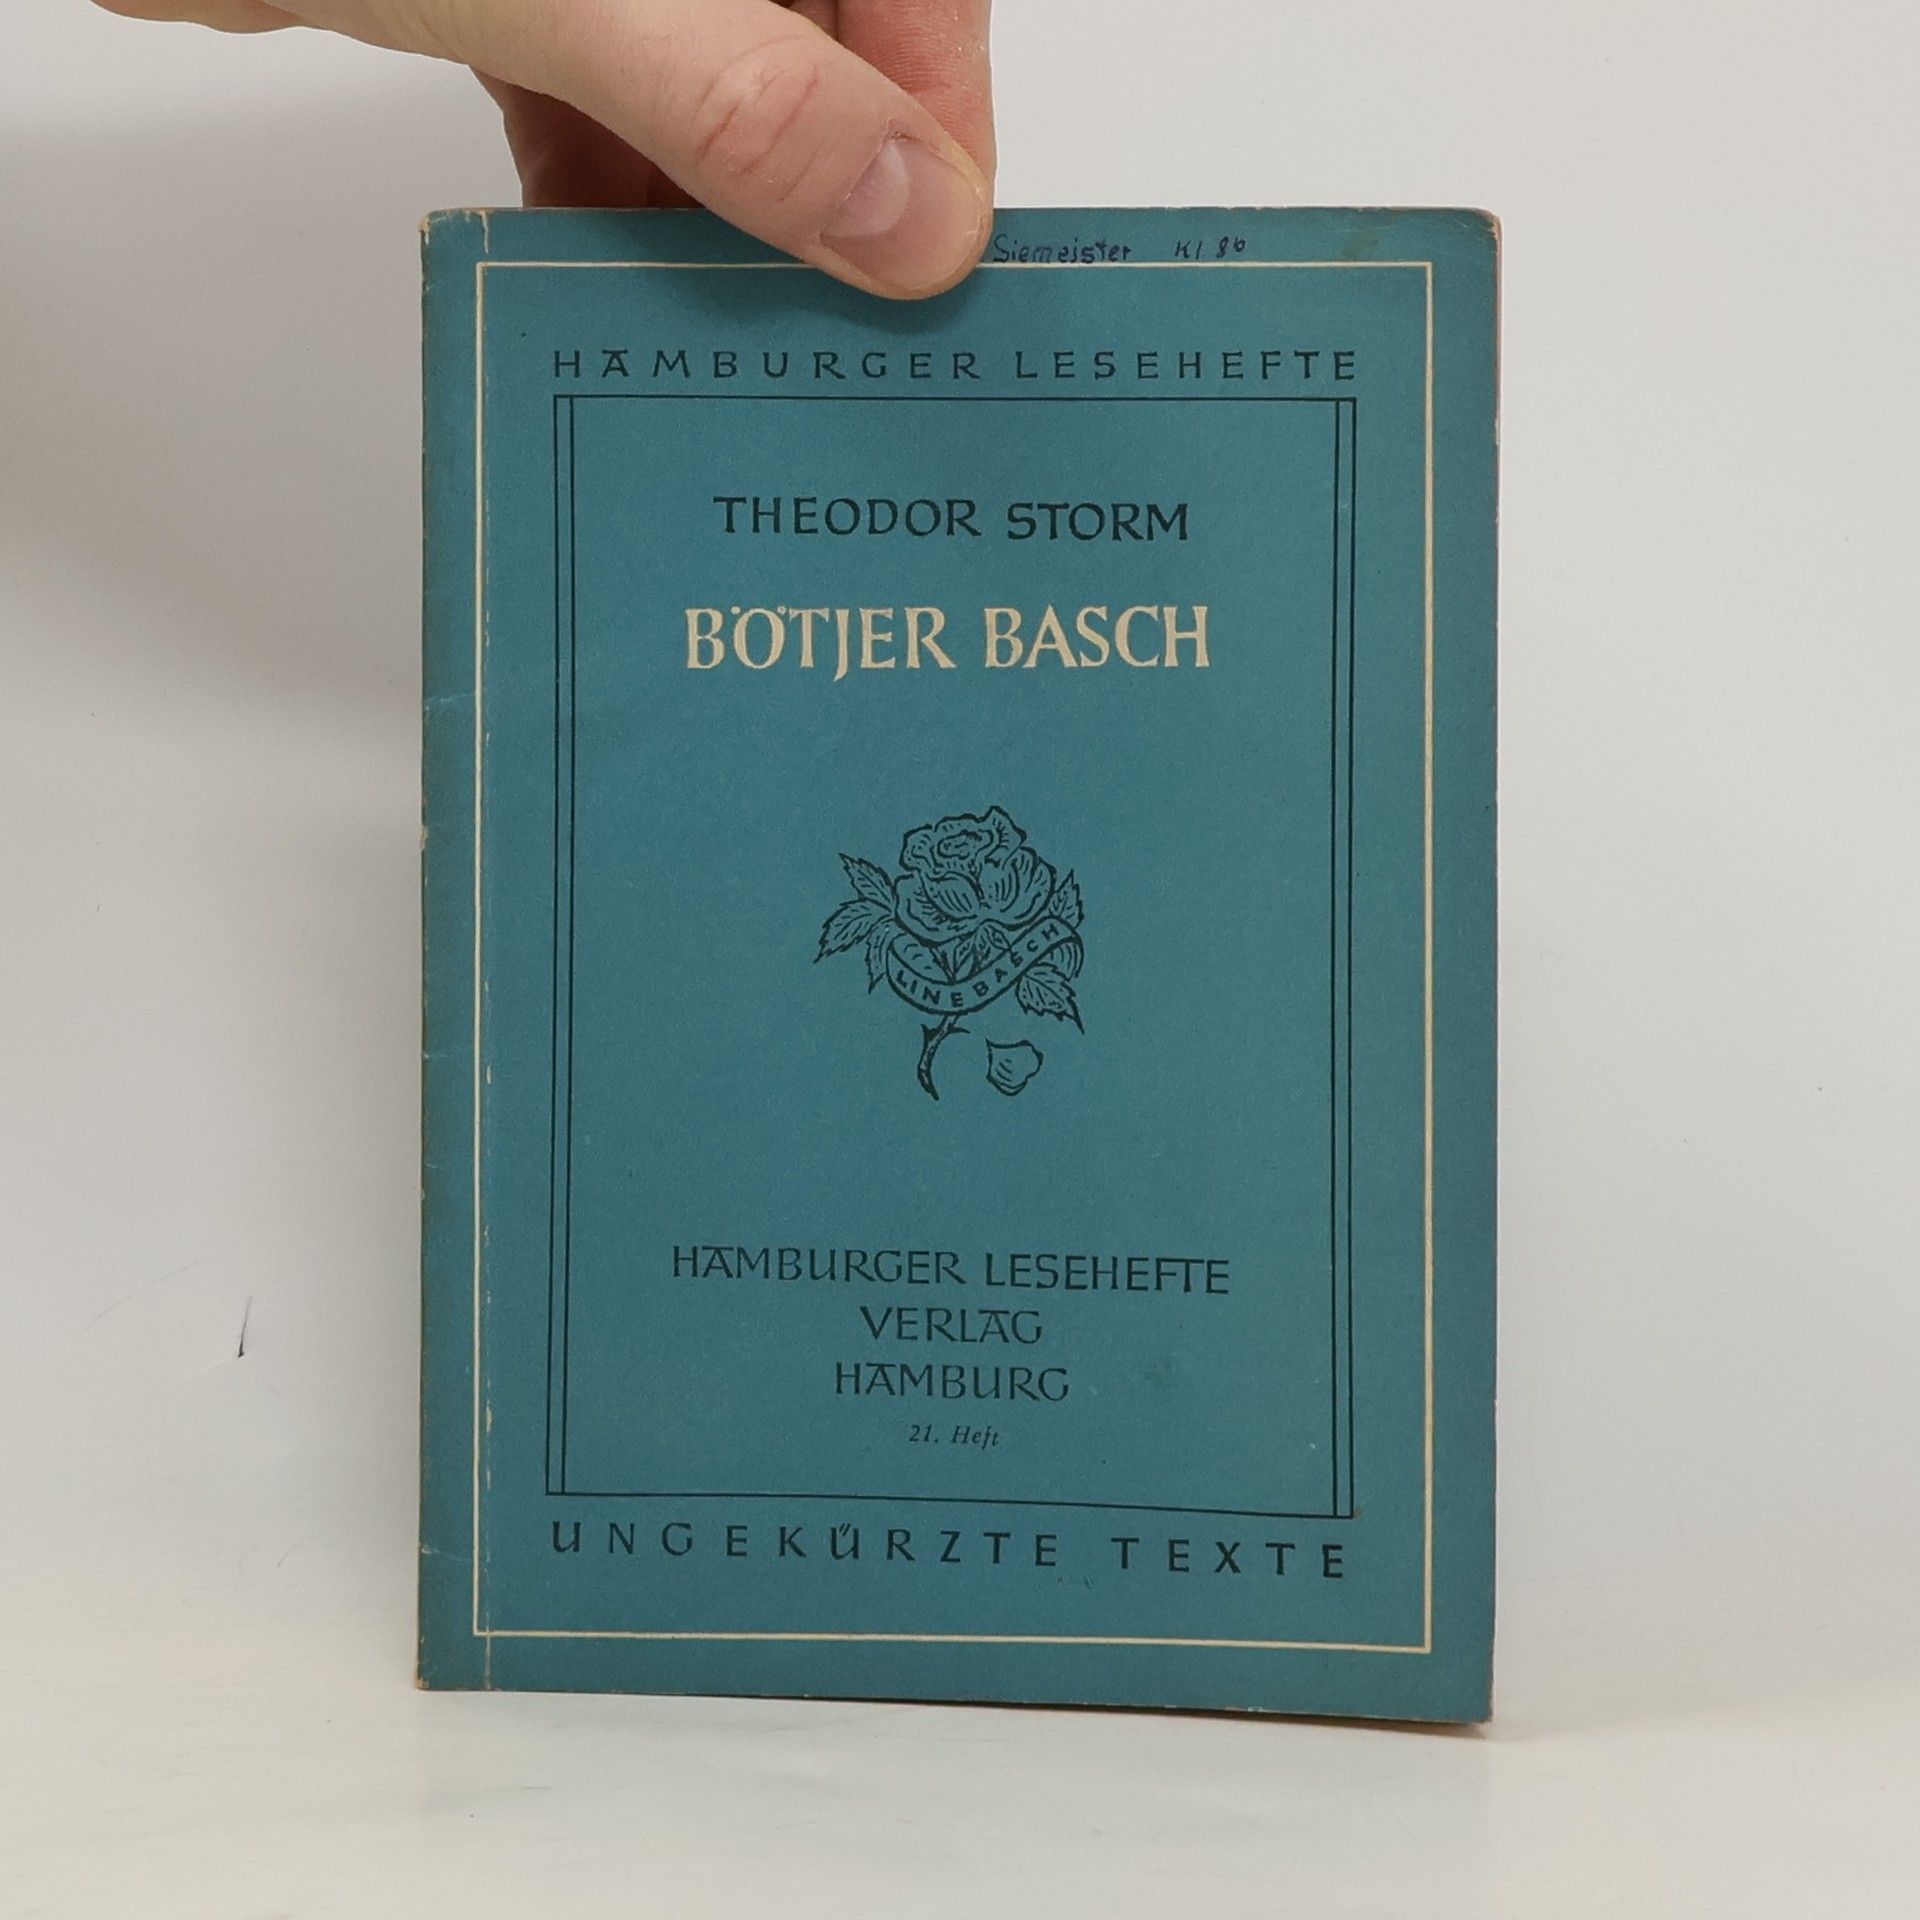 Siemeister Kl 8b
HAMBURGER LESEHEFTE
THEODOR STORM
BÖTJER BASCH
LINE BASCH
HAMBURGER LESEHEFTE
VERLAG
HAMBURG
21. Heft
UNGEKÜRZTE TEXTE